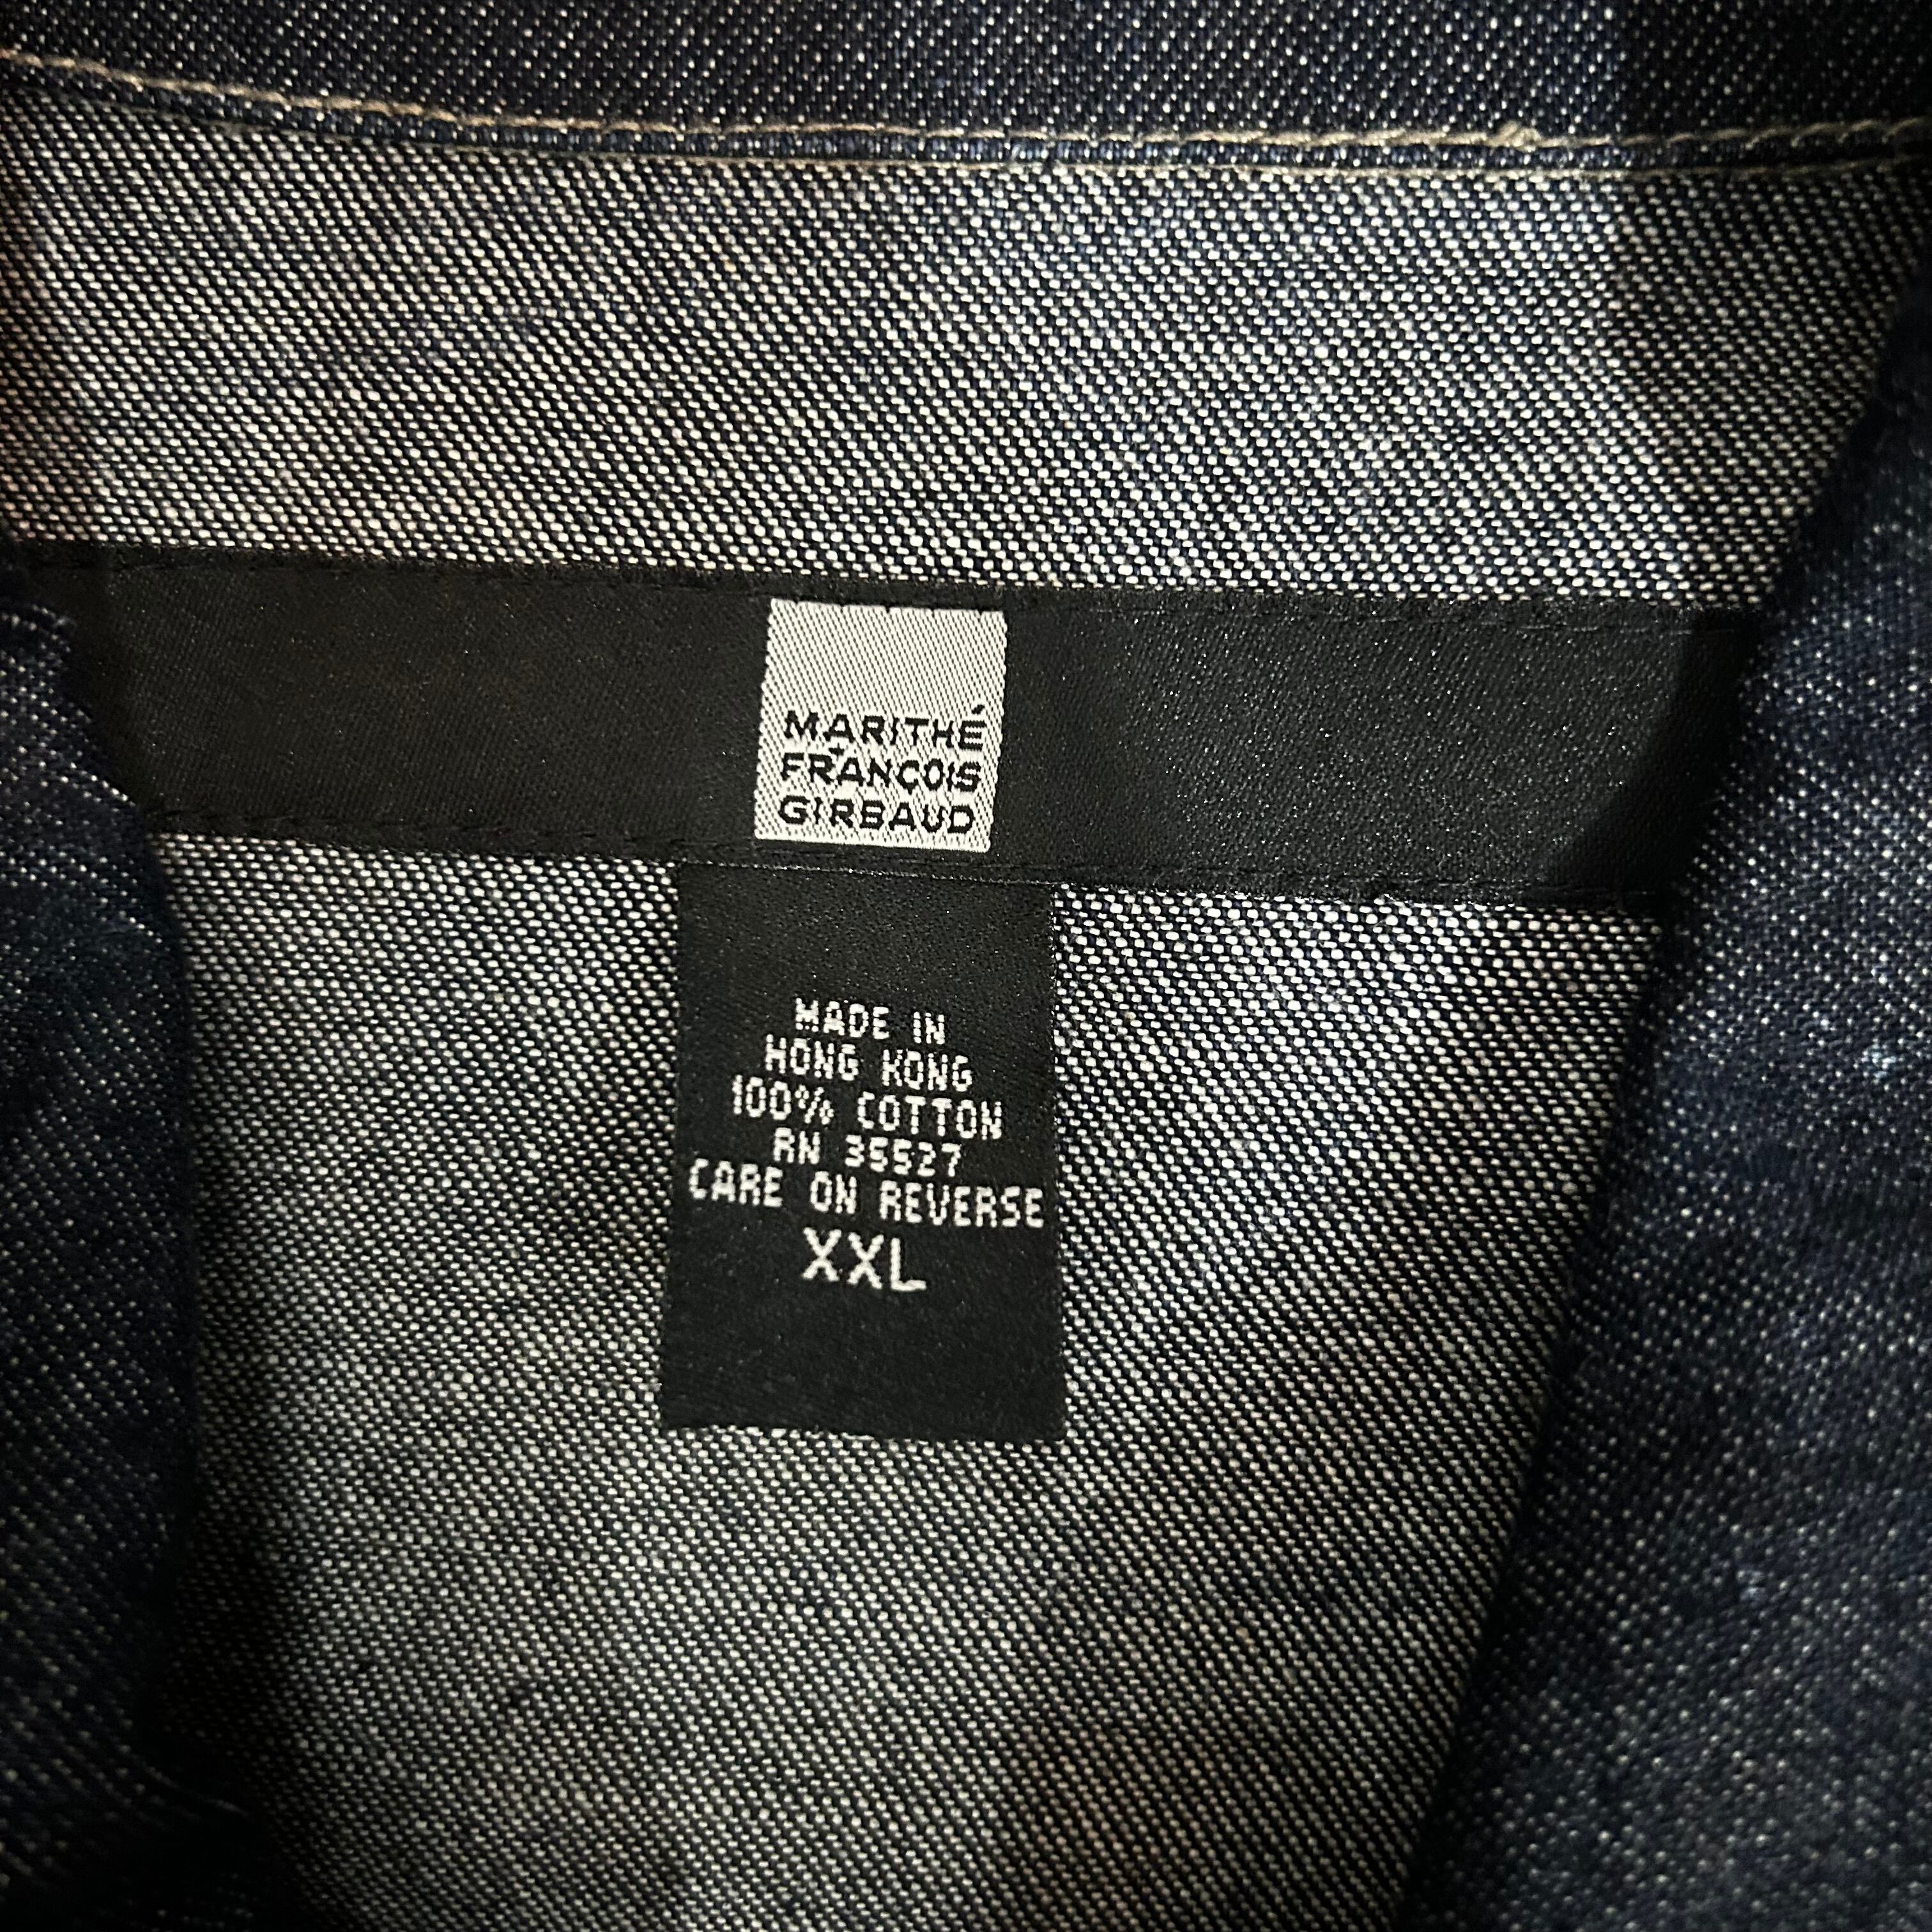 MARITHÉ
+
FRANÇOIS
GIRBAUD
MADE IN
HONG KONG
100% COTTON
RN 35527
CARE ON REVERSE
XXL